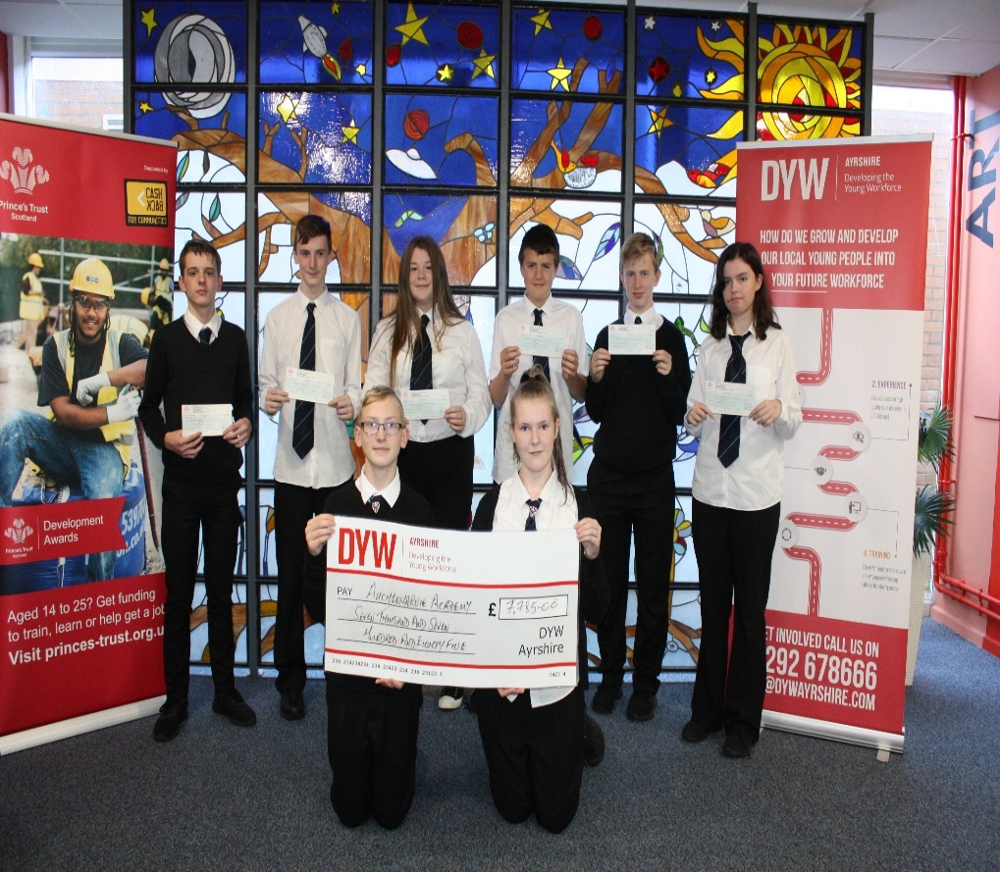 Prince's Trust
Scotland
Supported by
CASH
BACK
FOR COMMUNITIES
Prince's Trust
Scotland
Development
Awards
Aged 14 to 25? Get funding
to train, learn or help get a job
Visit princes-trust.org.u
DYW
AYRSHIRE
Developing the
Young Workforce
HOW DO WE GROW AND DEVELOP
OUR LOCAL YOUNG PEOPLE INTO
YOUR FUTURE WORKFORCE
2. EXPERIENCE
4. TRAINING
ET INVOLVED CALL US ON
292 678666
@DYWAYRSHIRE.COM
ART
DYW
AYRSHIRE
Developing the
Young Workforce
PAY AUCHINHARVIE ACADEMY
SEVEN THOUSAND AND SEVEN
HUNDRED AND EIGHTY FIVE
£ 7,785-00
DYW
Ayrshire